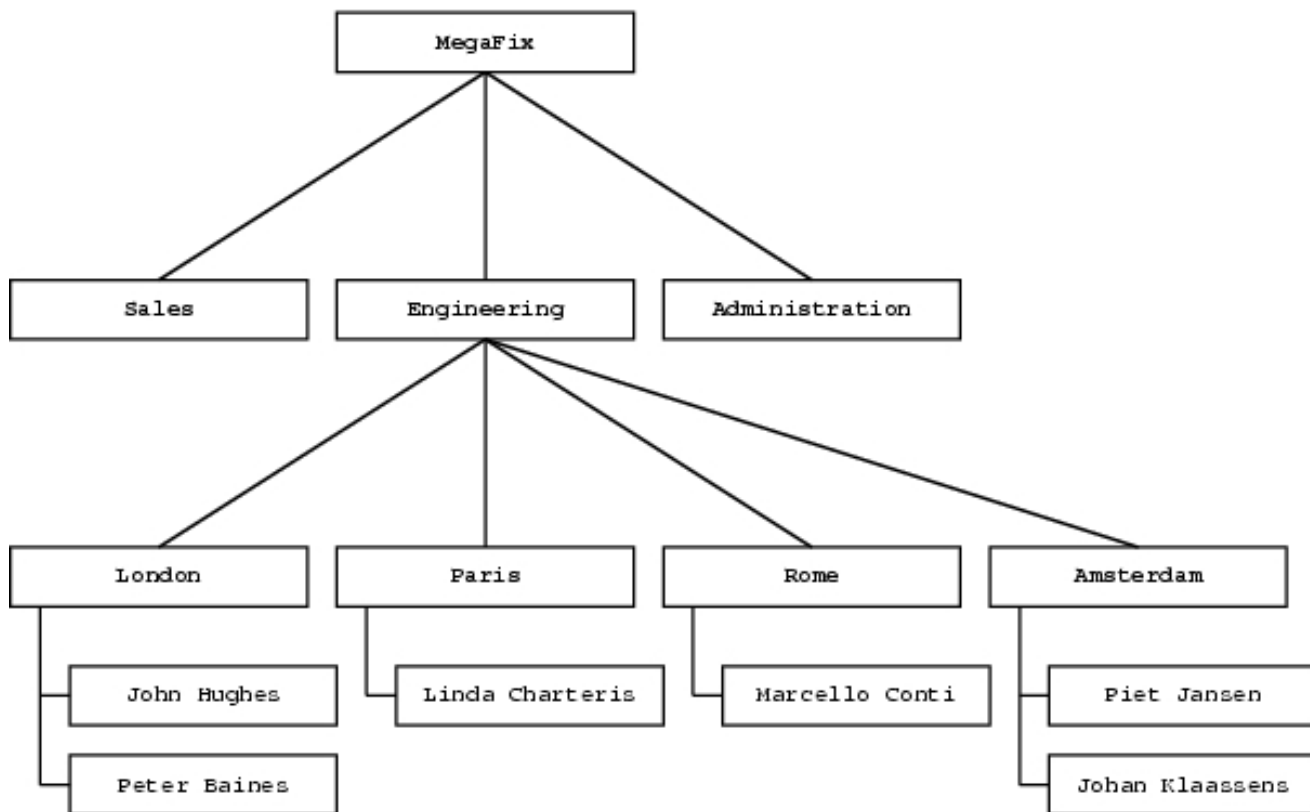 MegaFix
Sales
Engineering
Administration
London
Paris
Rome
Amsterdam
John Hughes
Linda Charteris
Marcello Conti
Piet Jansen
Peter Baines
Johan Klaassens